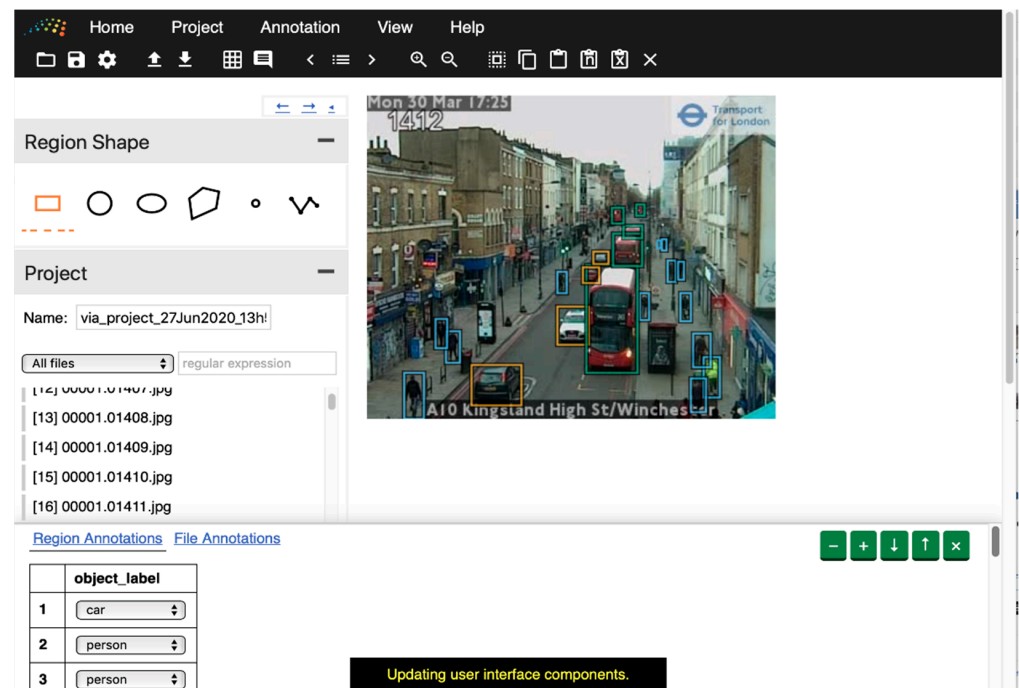 Home Project Annotation View Help
Region Shape
Project
Name: via_project_27Jun2020_13h
All files regular expression
[12] 00001.01407.jpg
[13] 00001.01408.jpg
[14] 00001.01409.jpg
[15] 00001.01410.jpg
[16] 00001.01411.jpg
Mon 30 Mar 17:25
1412
Transport
for London
A10 Kingsland High St/Winchester
Region Annotations File Annotations
object_label
1 car
2 person
3 person
Updating user interface components.